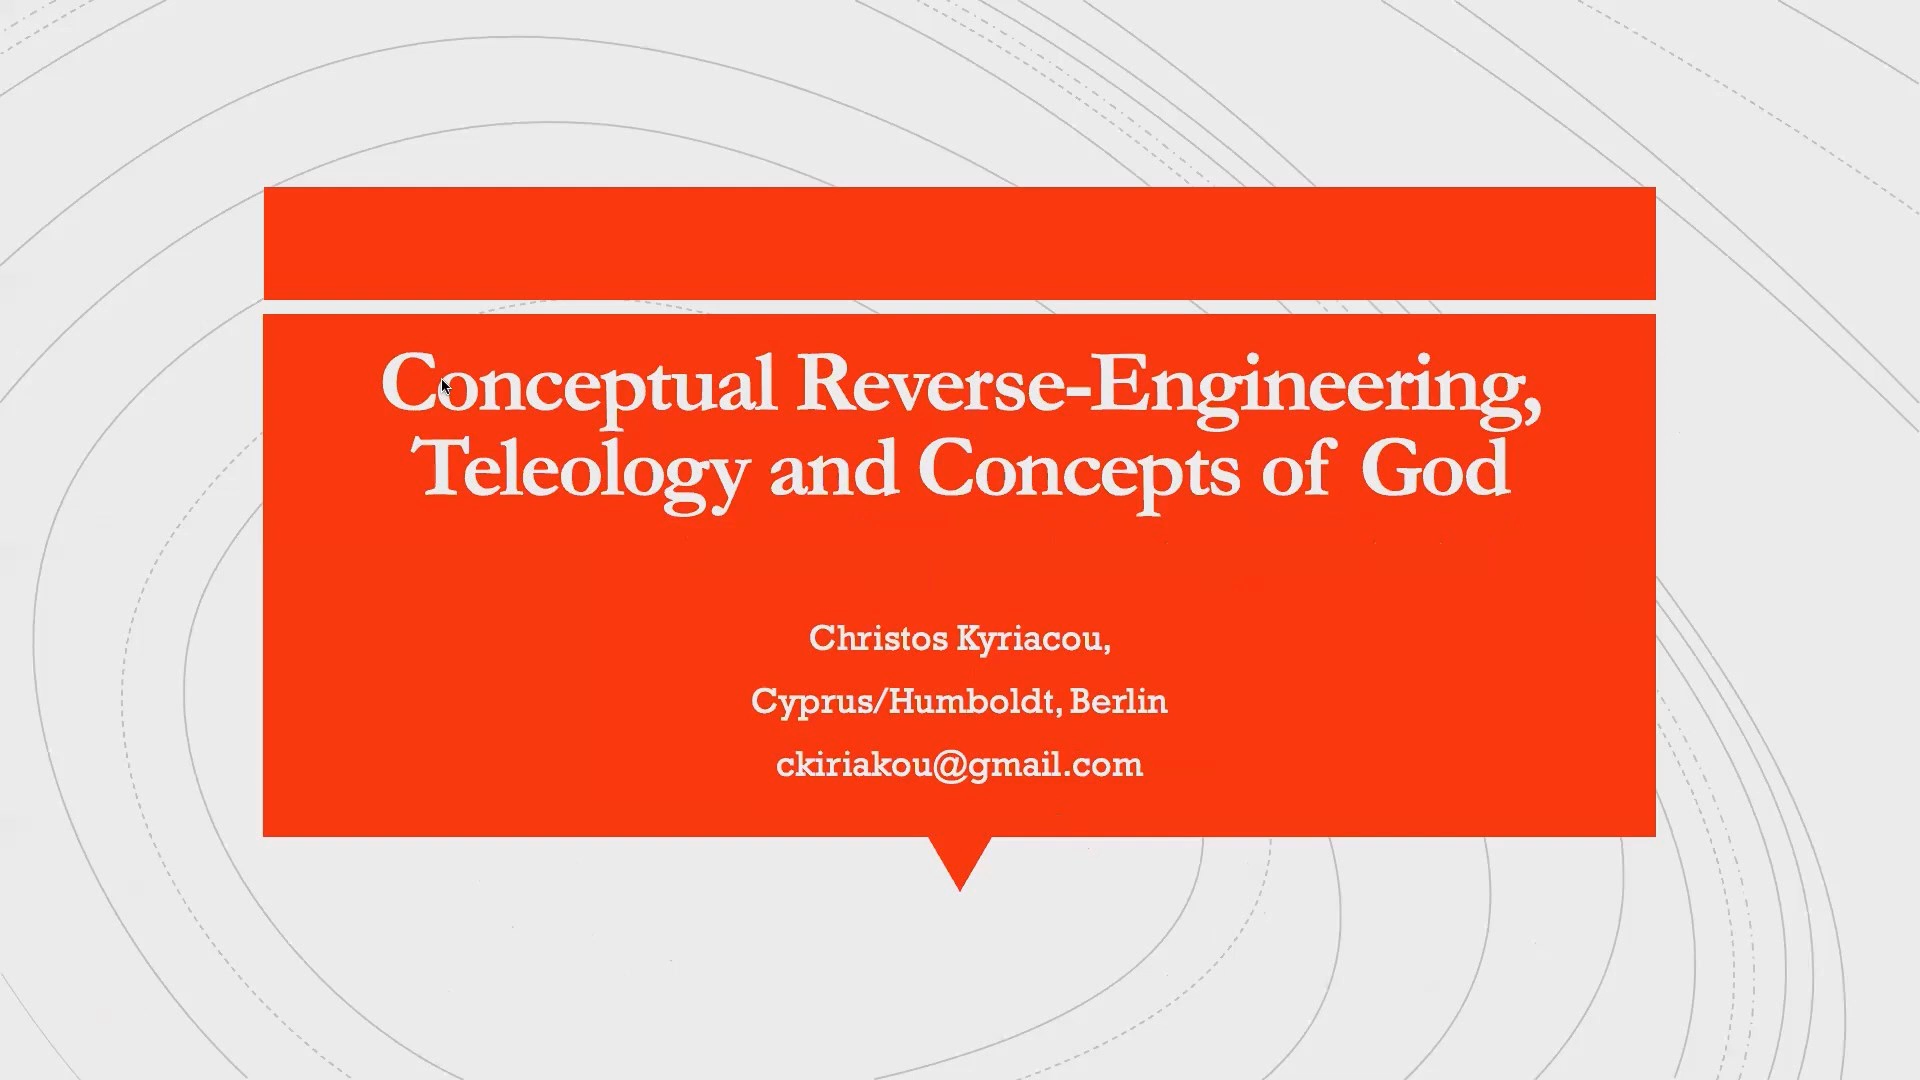 Conceptual Reverse-Engineering,
Teleology and Concepts of God
Christos Kyriacou,
Cyprus/Humboldt, Berlin
ckiriakou@gmail.com